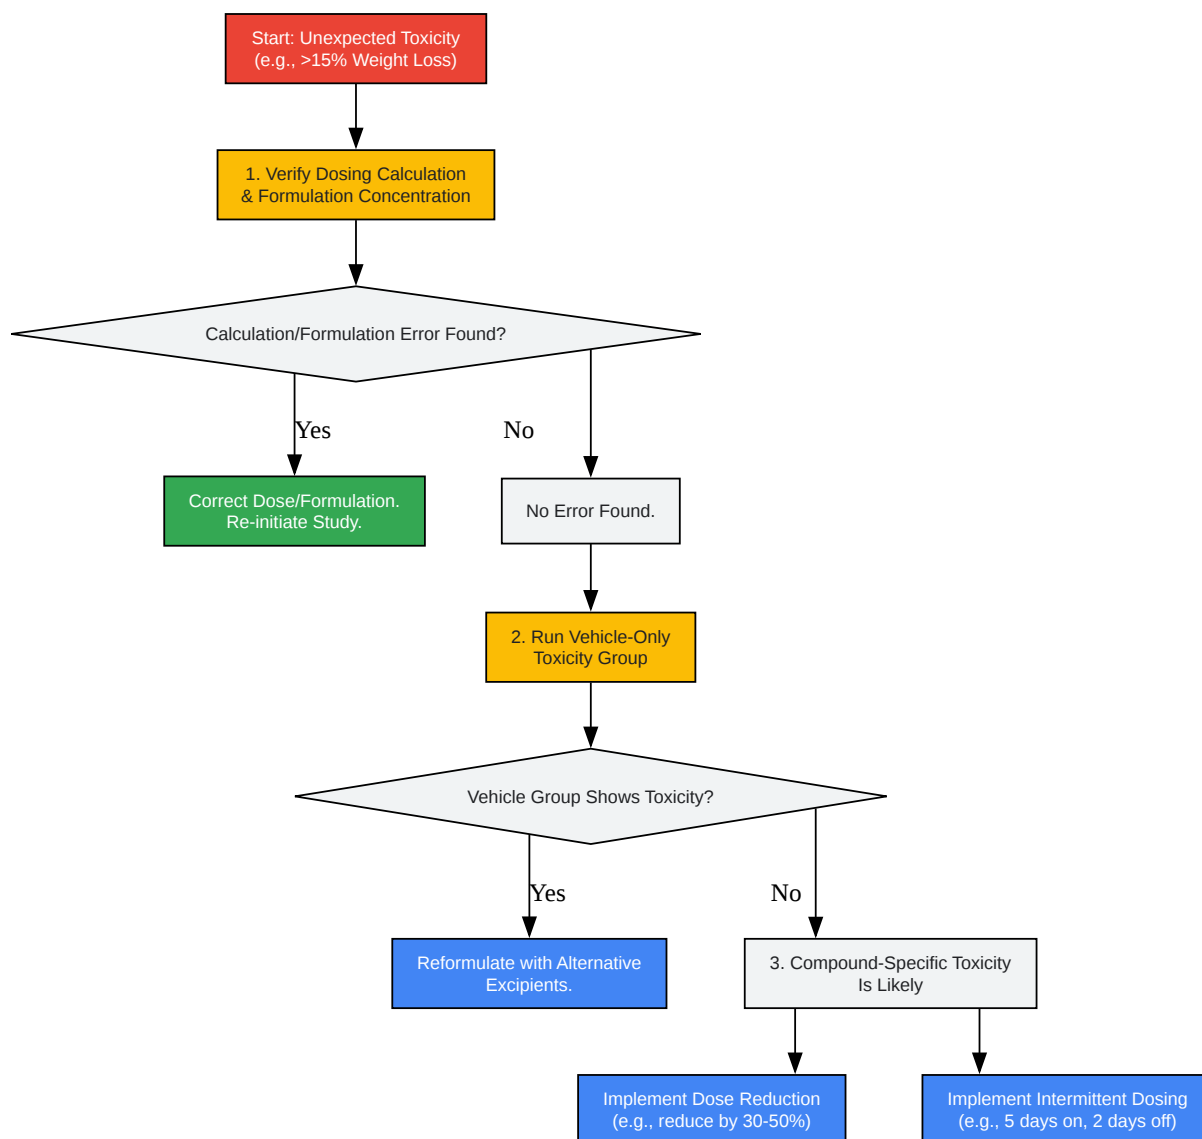 Start: Unexpected Toxicity
(e.g., >15% Weight Loss)
1. Verify Dosing Calculation
& Formulation Concentration
Calculation/Formulation Error Found?
Yes
No
Correct Dose/Formulation.
Re-initiate Study.
No Error Found.
2. Run Vehicle-Only
Toxicity Group
Vehicle Group Shows Toxicity?
Yes
No
Reformulate with Alternative
Excipients.
3. Compound-Specific Toxicity
Is Likely
Implement Dose Reduction
(e.g., reduce by 30-50%)
Implement Intermittent Dosing
(e.g., 5 days on, 2 days off)